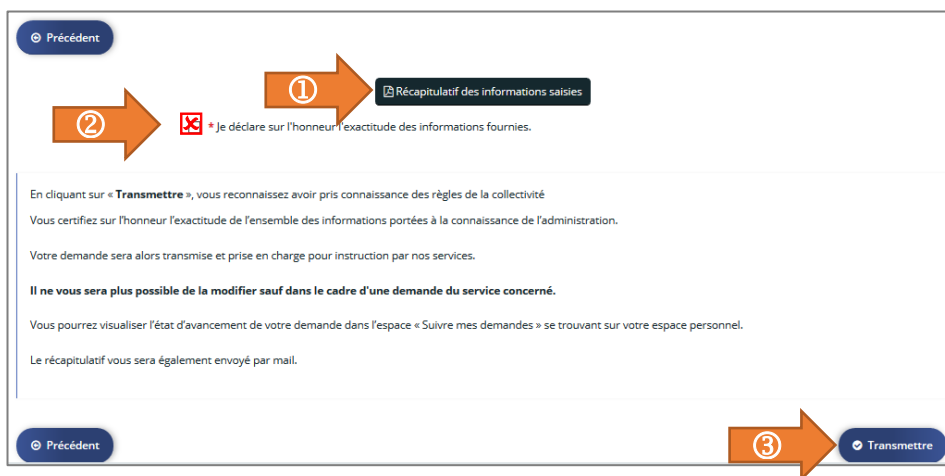 Précédent
①
Récapitulatif des informations saisies
②
* Je déclare sur l'honneur l'exactitude des informations fournies.
En cliquant sur « Transmettre », vous reconnaissez avoir pris connaissance des règles de la collectivité
Vous certifiez sur l'honneur l'exactitude de l'ensemble des informations portées à la connaissance de l'administration.
Votre demande sera alors transmise et prise en charge pour instruction par nos services.
Il ne vous sera plus possible de la modifier sauf dans le cadre d'une demande du service concerné.
Vous pourrez visualiser l'état d'avancement de votre demande dans l'espace « Suivre mes demandes » se trouvant sur votre espace personnel.
Le récapitulatif vous sera également envoyé par mail.
Précédent
③
Transmettre